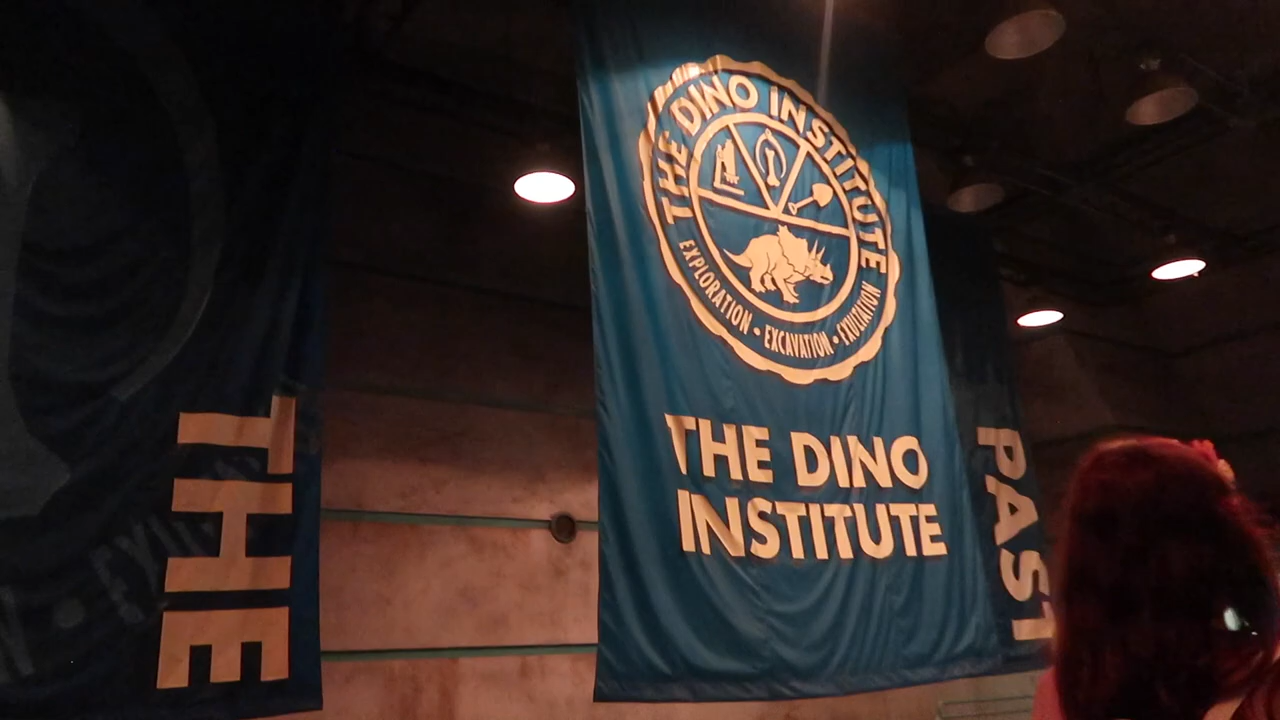 THE
THE DINO INSTITUTE
EXPLORATION • EXCAVATION • EXULTATION
THE DINO
INSTITUTE
PAST